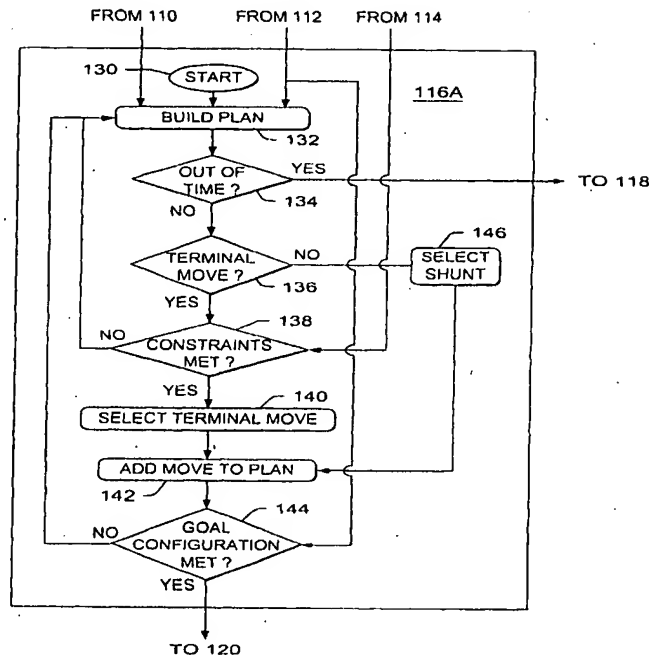 FROM 110 FROM 112 FROM 114
130
START
116A
BUILD PLAN
132
OUT OF
TIME ?
YES
134
TO 118
NO
TERMINAL
MOVE ?
NO
136
146
SELECT
SHUNT
YES
138
NO
CONSTRAINTS
MET ?
YES
140
SELECT TERMINAL MOVE
ADD MOVE TO PLAN
142
144
NO
GOAL
CONFIGURATION
MET ?
YES
TO 120